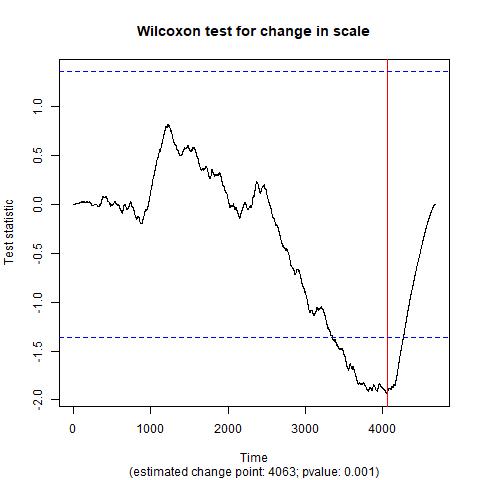 Wilcoxon test for change in scale
Test statistic
1.0
0.5
0.0
-0.5
-1.0
-1.5
-2.0
0 1000 2000 3000 4000
Time
(estimated change point: 4063; pvalue: 0.001)